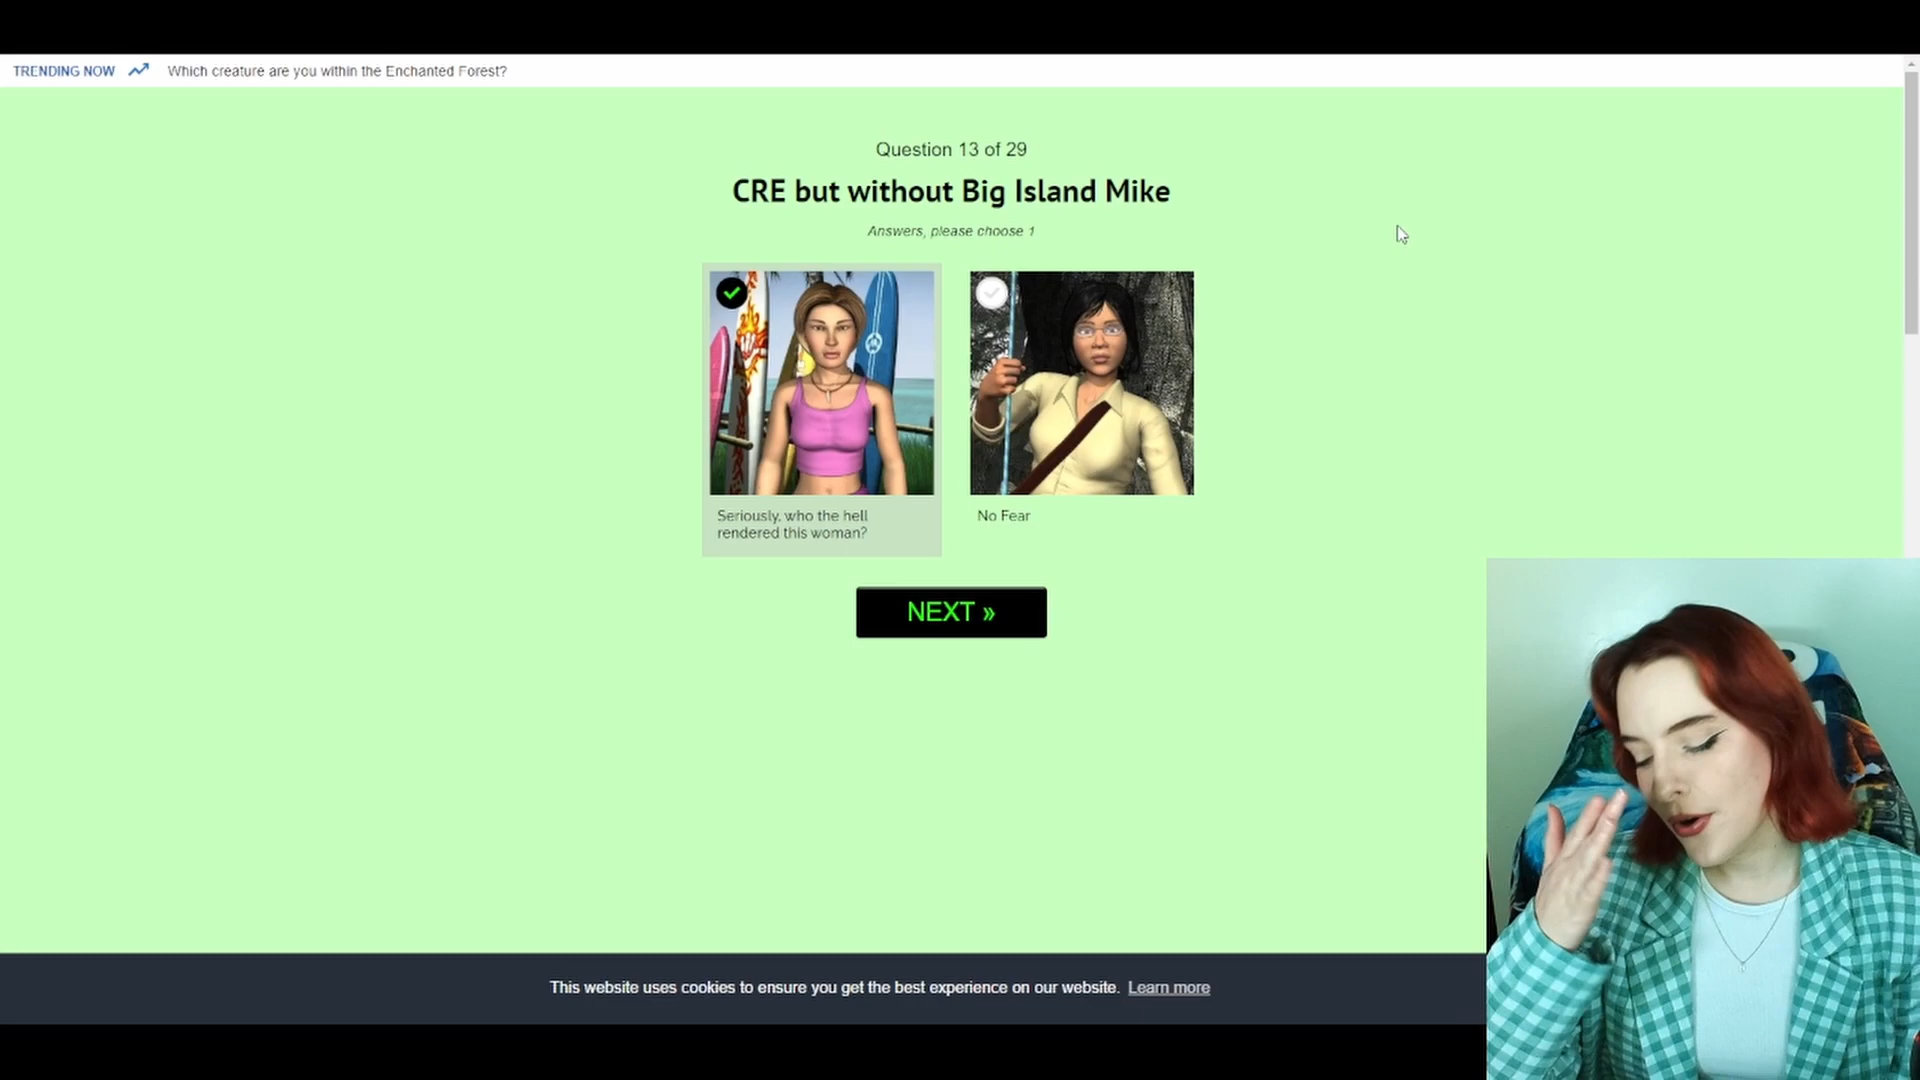 TRENDING NOW Which creature are you within the Enchanted Forest?
Question 13 of 29
CRE but without Big Island Mike
Answers, please choose 1
Seriously, who the hell
rendered this woman?
No Fear
NEXT »
This website uses cookies to ensure you get the best experience on our website. Learn more